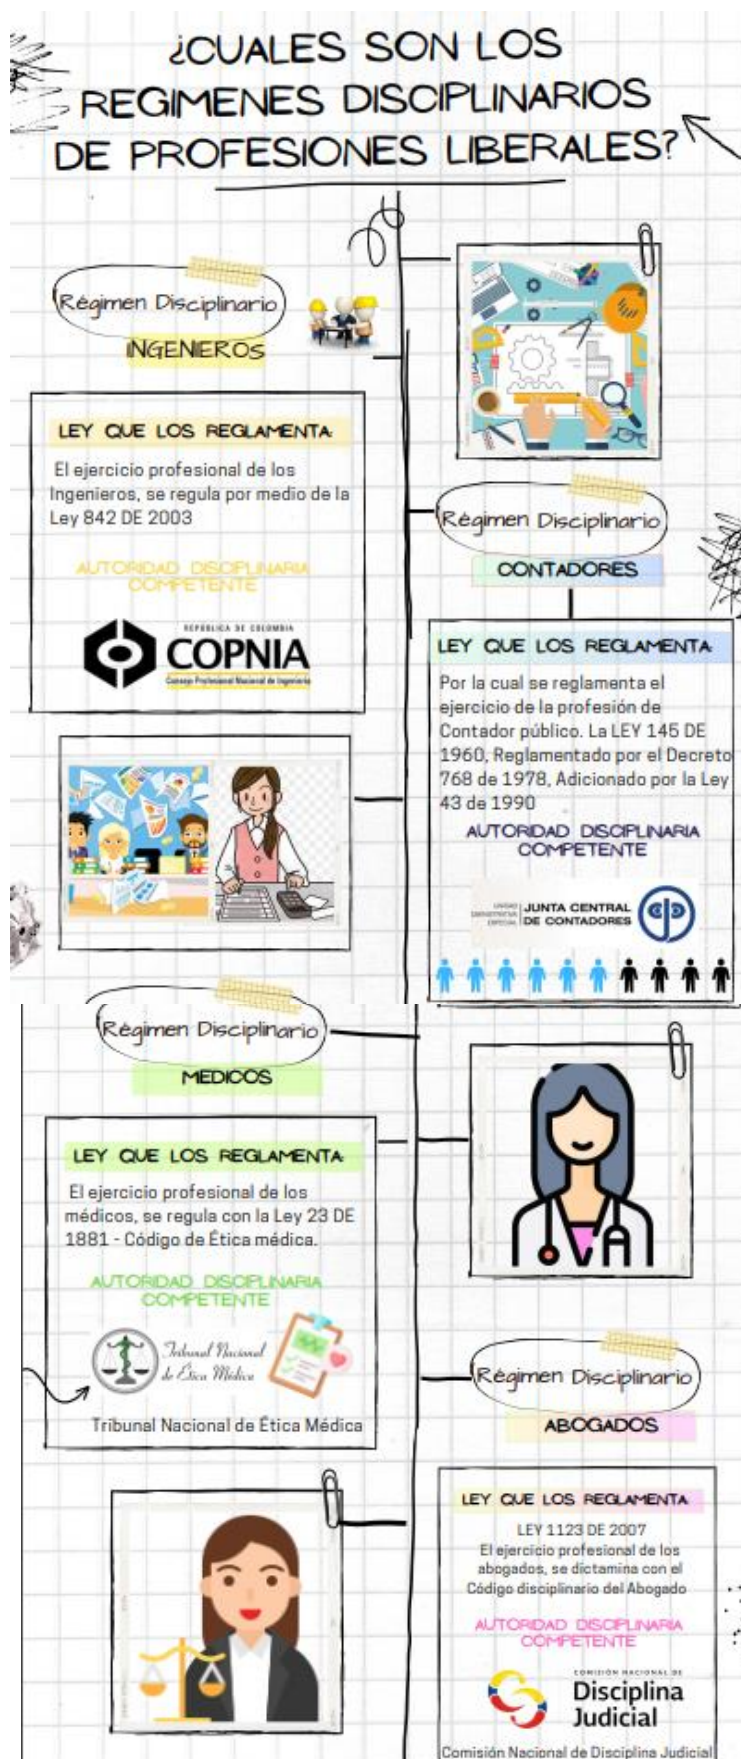 ¿CUALES SON LOS
REGIMENES DISCIPLINARIOS
DE PROFESIONES LIBERALES?
Régimen Disciplinario
INGENIEROS
LEY QUE LOS REGLAMENTA:
El ejercicio profesional de los
Ingenieros, se regula por medio de la
Ley 842 DE 2003
AUTORIDAD DISCIPLINARIA
COMPETENTE
REPÚBLICA DE COLOMBIA
COPNIA
Consejo Profesional Nacional de Ingeniería
Régimen Disciplinario
CONTADORES
LEY QUE LOS REGLAMENTA:
Por la cual se reglamenta el
ejercicio de la profesión de
Contador público. La LEY 145 DE
1960, Reglamentado por el Decreto
768 de 1978, Adicionado por la Ley
43 de 1990
AUTORIDAD DISCIPLINARIA
COMPETENTE
UNIDAD
ADMINISTRATIVA
ESPECIAL
JUNTA CENTRAL
DE CONTADORES
Régimen Disciplinario
MEDICOS
LEY QUE LOS REGLAMENTA:
El ejercicio profesional de los
médicos, se regula con la Ley 23 DE
1881 - Código de Ética médica.
AUTORIDAD DISCIPLINARIA
COMPETENTE
Tribunal Nacional
de Ética Médica
Tribunal Nacional de Ética Médica
Régimen Disciplinario
ABOGADOS
LEY QUE LOS REGLAMENTA:
LEY 1123 DE 2007
El ejercicio profesional de los
abogados, se dictamina con el
Código disciplinario del Abogado
AUTORIDAD DISCIPLINARIA
COMPETENTE
COMISIÓN NACIONAL DE
Disciplina
Judicial
Comisión Nacional de Disciplina Judicial